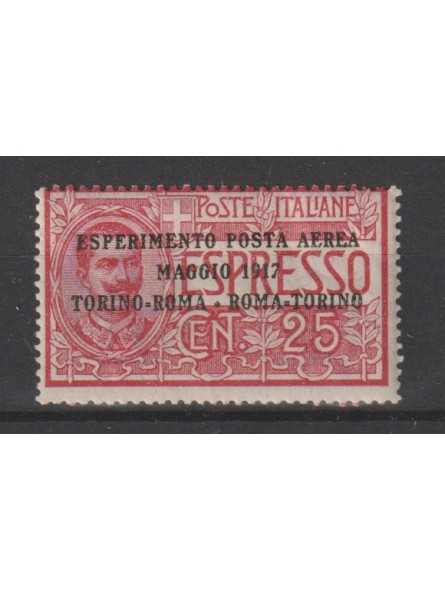 POSTE ITALIANE
ESPERIMENTO POSTA AEREA
ESPRESSO
MAGGIO 1917
TORINO-ROMA • ROMA-TORINO
CENT. 25